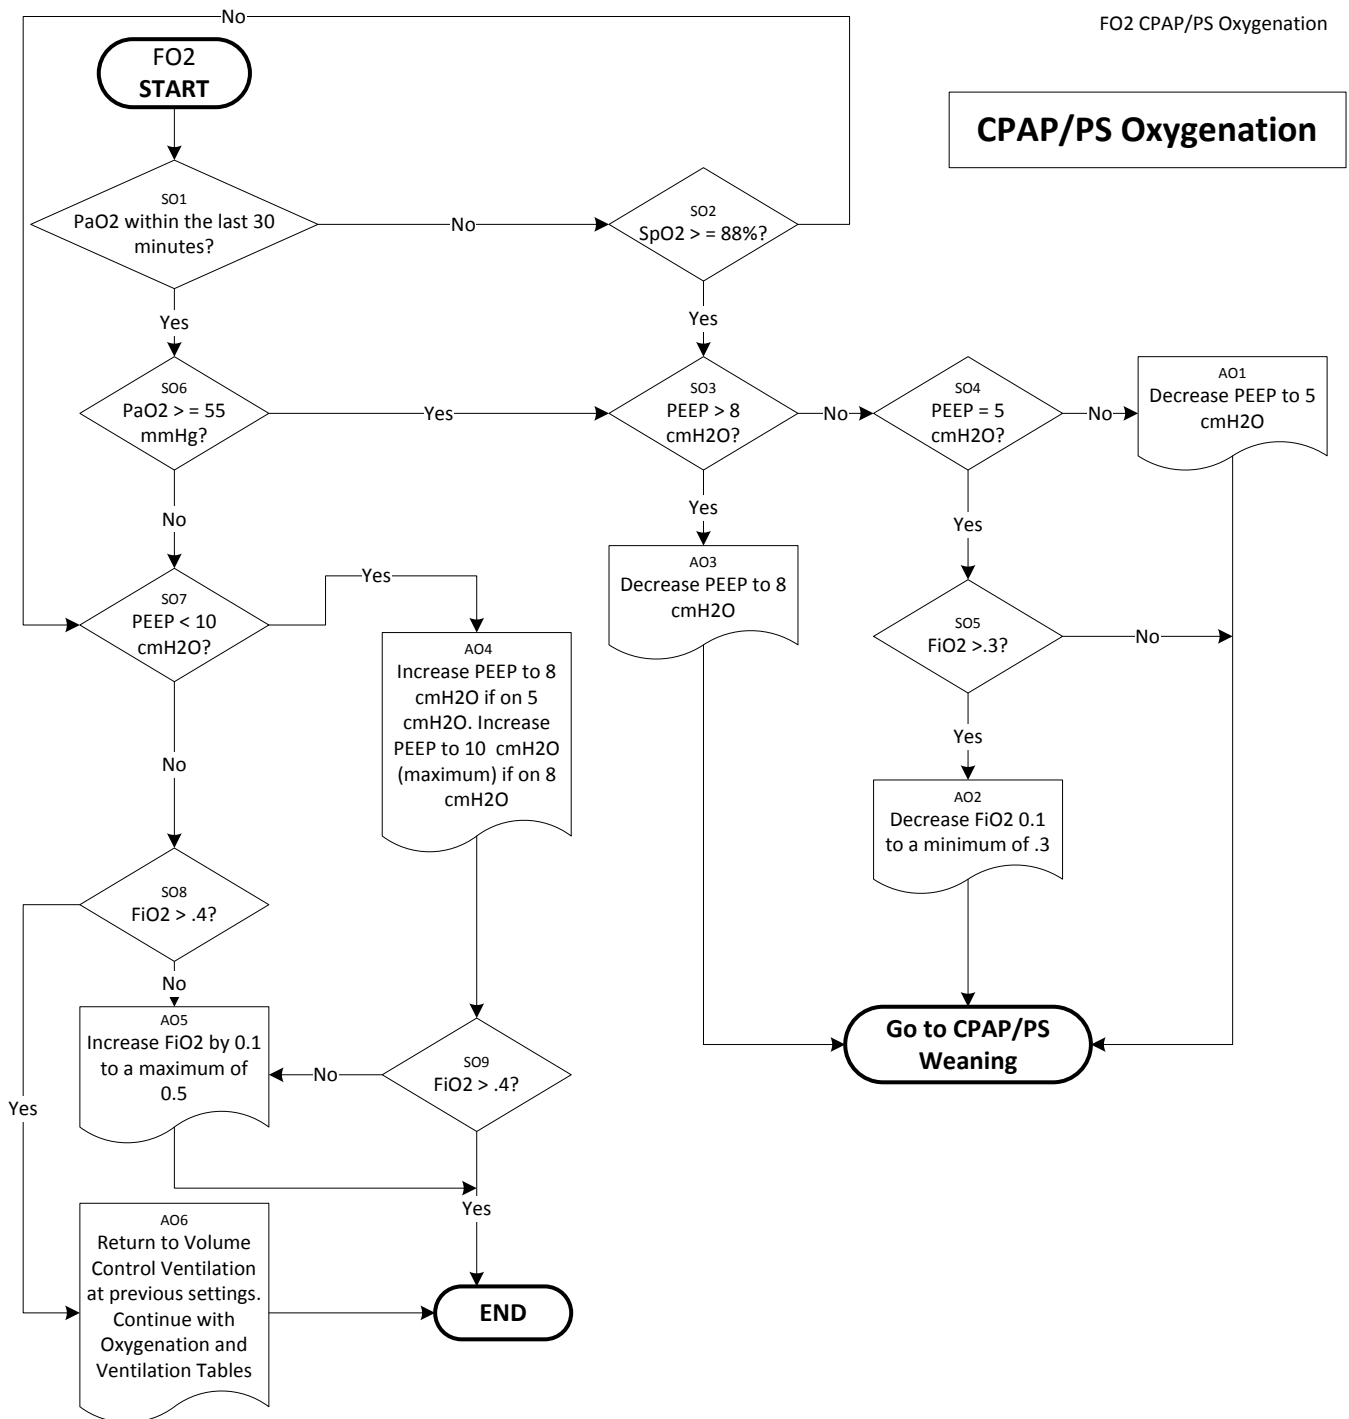 No
FO2 CPAP/PS Oxygenation
FO2
START
CPAP/PS Oxygenation
SO1
PaO2 within the last 30
minutes?
No
SO2
SpO2 > = 88%?
Yes
Yes
SO6
PaO2 > = 55
mmHg?
Yes
SO3
PEEP > 8
cmH2O?
No
SO4
PEEP = 5
cmH2O?
No
AO1
Decrease PEEP to 5
cmH2O
No
Yes
Yes
AO3
Decrease PEEP to 8
cmH2O
Yes
SO7
PEEP < 10
cmH2O?
SO5
FiO2 >.3?
No
AO4
Increase PEEP to 8
cmH2O if on 5
cmH2O. Increase
PEEP to 10 cmH2O
(maximum) if on 8
cmH2O
Yes
No
AO2
Decrease FiO2 0.1
to a minimum of .3
SO8
FiO2 > .4?
No
AO5
Increase FiO2 by 0.1
to a maximum of
0.5
No
SO9
FiO2 > .4?
Go to CPAP/PS
Weaning
Yes
Yes
AO6
Return to Volume
Control Ventilation
at previous settings.
Continue with
Oxygenation and
Ventilation Tables
END